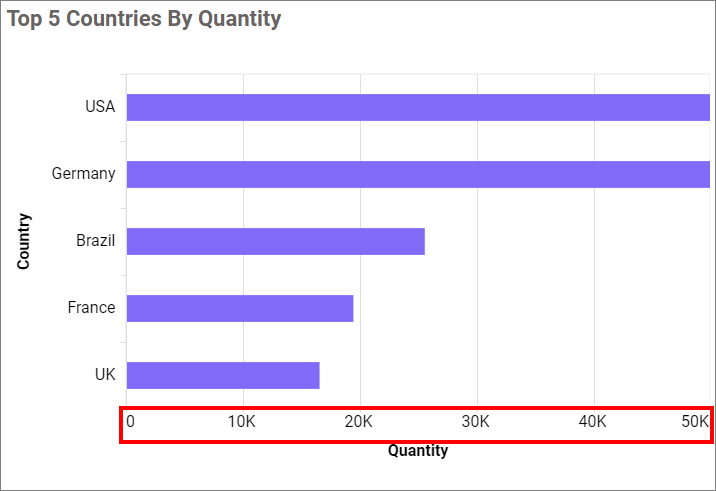 Top 5 Countries By Quantity
USA
Germany
Brazil
France
UK
Country
0 10K 20K 30K 40K 50K
Quantity